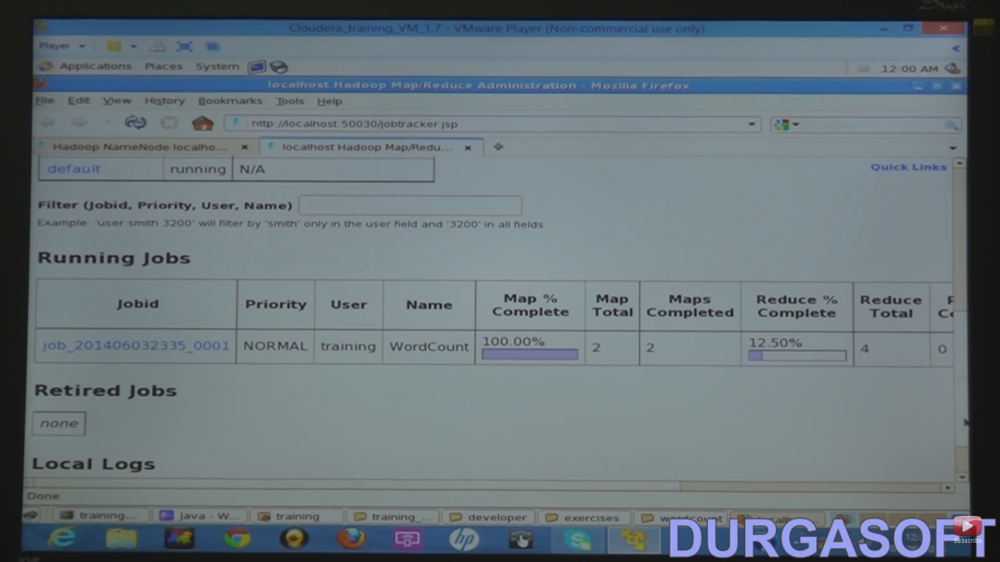 Cloudera_training_VM_1.7 - VMware Player (Non-commercial use only)
Player
Applications Places System 12:00 AM
localhost Hadoop Map/Reduce Administration - Mozilla Firefox
File Edit View History Bookmarks Tools Help
http://localhost:50030/jobtracker.jsp
Hadoop NameNode localho... localhost Hadoop Map/Redu...
default running N/A
Quick Links
Filter (Jobid, Priority, User, Name)
Example: 'user:smith 3200' will filter by 'smith' only in the user field and '3200' in all fields
Running Jobs
Jobid Priority User Name Map % Complete Map Total Maps Completed Reduce % Complete Reduce Total
job_201406032335_0001 NORMAL training WordCount 100.00% 2 2 12.50% 4 0
Retired Jobs
none
Local Logs
Done
training... Java - W... training training_... developer exercises wordcount
hp
DURGASOFT
Subscribe